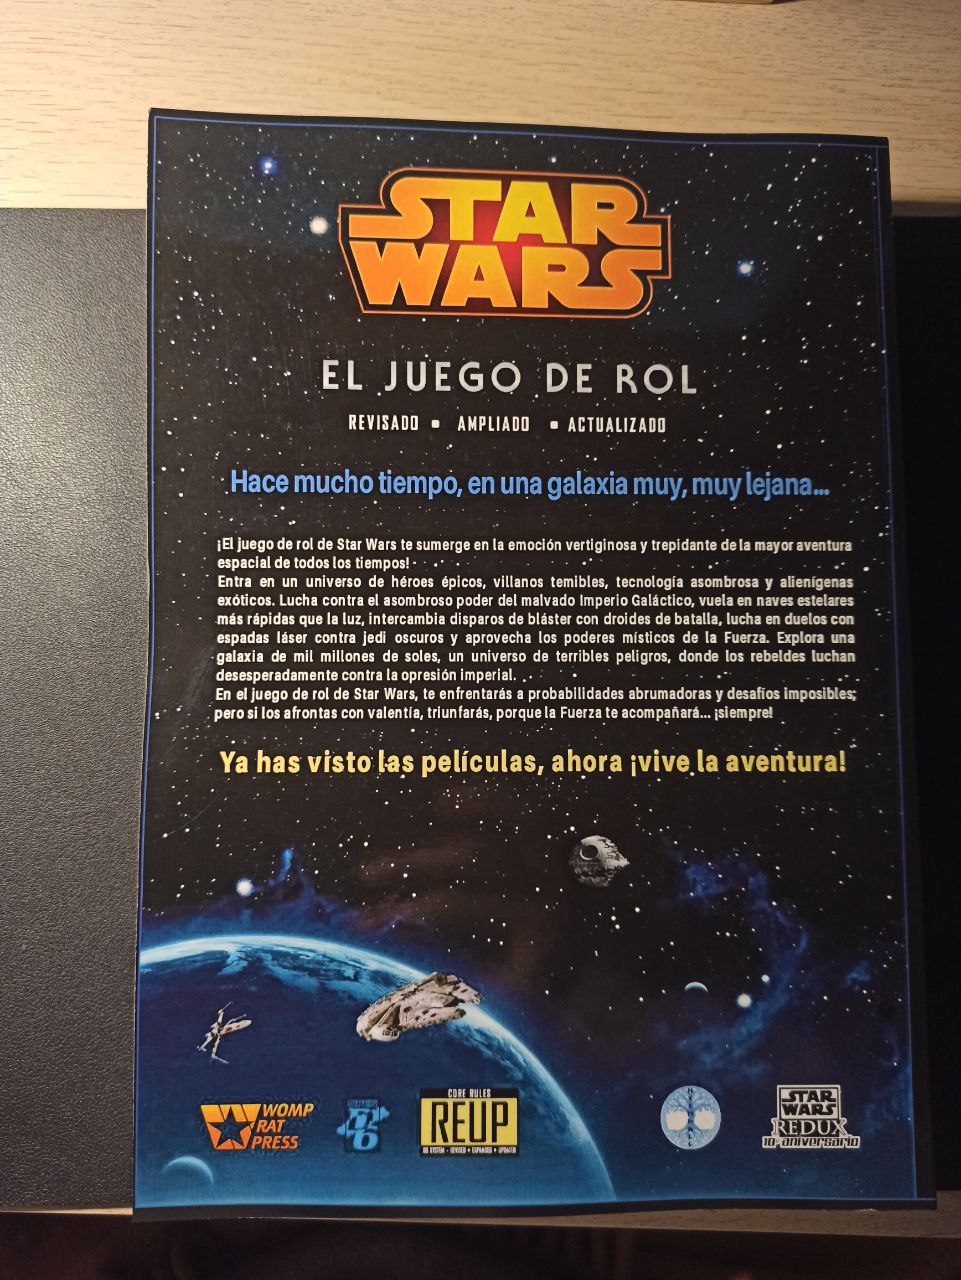 STAR
WARS
EL JUEGO DE ROL
REVISADO • AMPLIADO • ACTUALIZADO
Hace mucho tiempo, en una galaxia muy, muy lejana...
¡El juego de rol de Star Wars te sumerge en la emoción vertiginosa y trepidante de la mayor aventura
espacial de todos los tiempos!
Entra en un universo de héroes épicos, villanos temibles, tecnología asombrosa y alienígenas
exóticos. Lucha contra el asombroso poder del malvado Imperio Galáctico, vuela en naves estelares
más rápidas que la luz, intercambia disparos de bláster con droides de batalla, lucha en duelos con
espadas láser contra jedi oscuros y aprovecha los poderes místicos de la Fuerza. Explora una
galaxia de mil millones de soles, un universo de terribles peligros, donde los rebeldes luchan
desesperadamente contra la opresión imperial.
En el juego de rol de Star Wars, te enfrentarás a probabilidades abrumadoras y desafíos imposibles;
pero si los afrontas con valentía, triunfarás, porque la Fuerza te acompañará... ¡siempre!
Ya has visto las películas, ahora ¡vive la aventura!
WOMP
RAT
PRESS
OPEN
D6
CORE RULES
REUP
D6 SYSTEM - REVISED • EXPANDED • UPDATED
STAR
WARS
REDUX
10º aniversario